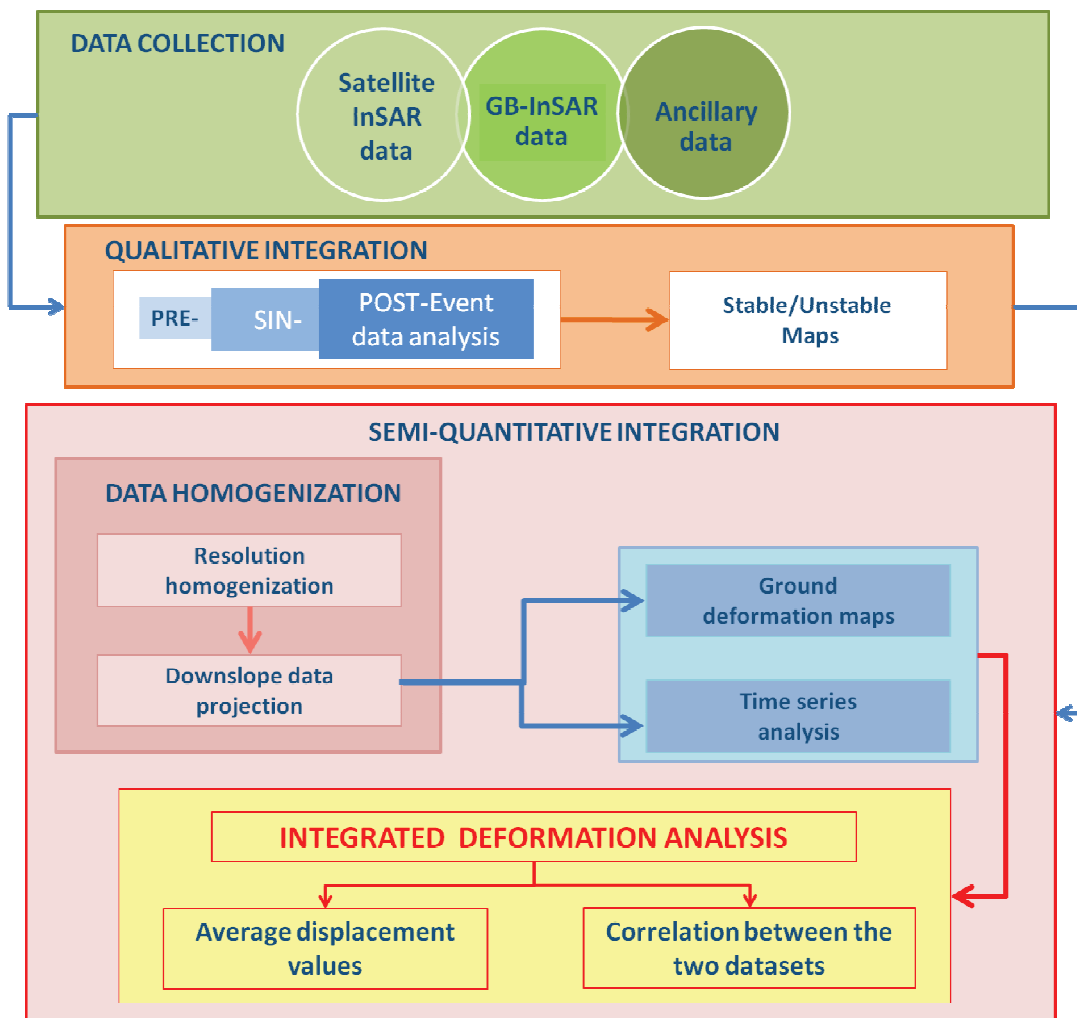 DATA COLLECTION
Satellite
InSAR
data
GB-InSAR
data
Ancillary
data
QUALITATIVE INTEGRATION
PRE-
SIN-
POST-Event
data analysis
Stable/Unstable
Maps
SEMI-QUANTITATIVE INTEGRATION
DATA HOMOGENIZATION
Resolution
homogenization
Downslope data
projection
Ground
deformation maps
Time series
analysis
INTEGRATED DEFORMATION ANALYSIS
Average displacement
values
Correlation between the
two datasets